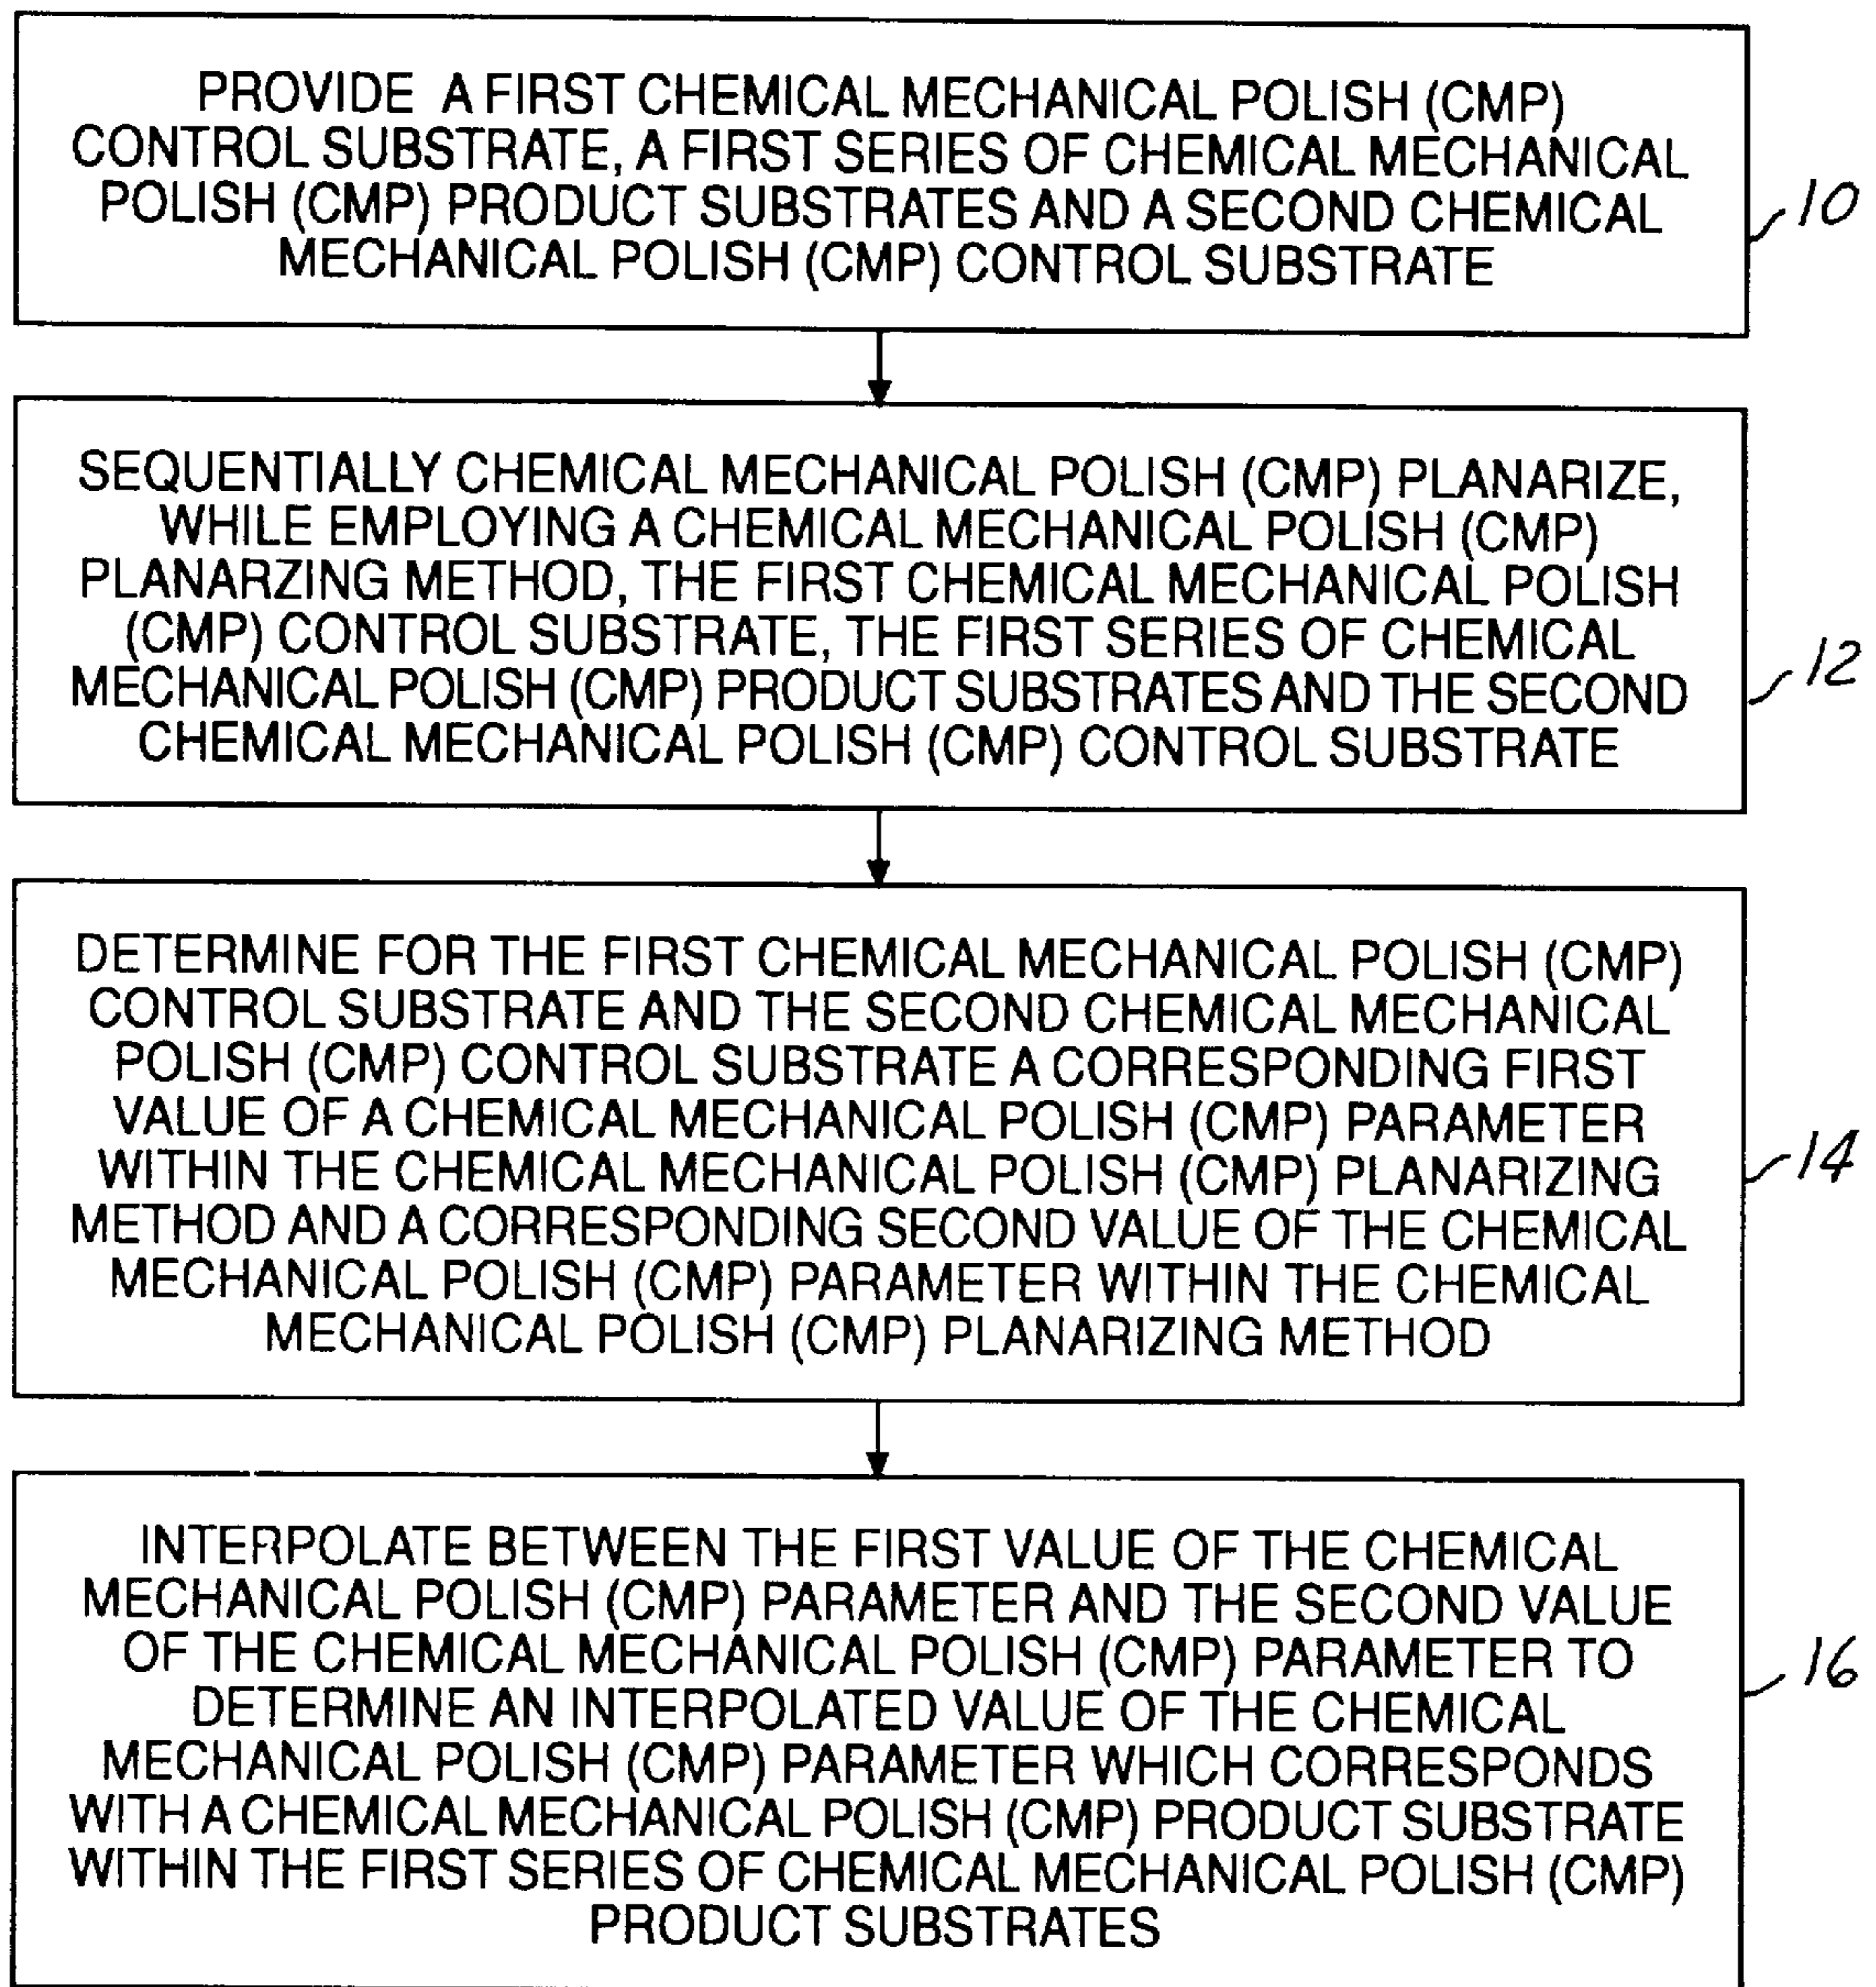 PROVIDE A FIRST CHEMICAL MECHANICAL POLISH (CMP)
CONTROL SUBSTRATE, A FIRST SERIES OF CHEMICAL MECHANICAL
POLISH (CMP) PRODUCT SUBSTRATES AND A SECOND CHEMICAL
MECHANICAL POLISH (CMP) CONTROL SUBSTRATE
10
SEQUENTIALLY CHEMICAL MECHANICAL POLISH (CMP) PLANARIZE,
WHILE EMPLOYING A CHEMICAL MECHANICAL POLISH (CMP)
PLANARZING METHOD, THE FIRST CHEMICAL MECHANICAL POLISH
(CMP) CONTROL SUBSTRATE, THE FIRST SERIES OF CHEMICAL
MECHANICAL POLISH (CMP) PRODUCT SUBSTRATES AND THE SECOND
CHEMICAL MECHANICAL POLISH (CMP) CONTROL SUBSTRATE
12
DETERMINE FOR THE FIRST CHEMICAL MECHANICAL POLISH (CMP)
CONTROL SUBSTRATE AND THE SECOND CHEMICAL MECHANICAL
POLISH (CMP) CONTROL SUBSTRATE A CORRESPONDING FIRST
VALUE OF A CHEMICAL MECHANICAL POLISH (CMP) PARAMETER
WITHIN THE CHEMICAL MECHANICAL POLISH (CMP) PLANARIZING
METHOD AND A CORRESPONDING SECOND VALUE OF THE CHEMICAL
MECHANICAL POLISH (CMP) PARAMETER WITHIN THE CHEMICAL
MECHANICAL POLISH (CMP) PLANARIZING METHOD
14
INTERPOLATE BETWEEN THE FIRST VALUE OF THE CHEMICAL
MECHANICAL POLISH (CMP) PARAMETER AND THE SECOND VALUE
OF THE CHEMICAL MECHANICAL POLISH (CMP) PARAMETER TO
DETERMINE AN INTERPOLATED VALUE OF THE CHEMICAL
MECHANICAL POLISH (CMP) PARAMETER WHICH CORRESPONDS
WITH A CHEMICAL MECHANICAL POLISH (CMP) PRODUCT SUBSTRATE
WITHIN THE FIRST SERIES OF CHEMICAL MECHANICAL POLISH (CMP)
PRODUCT SUBSTRATES
16